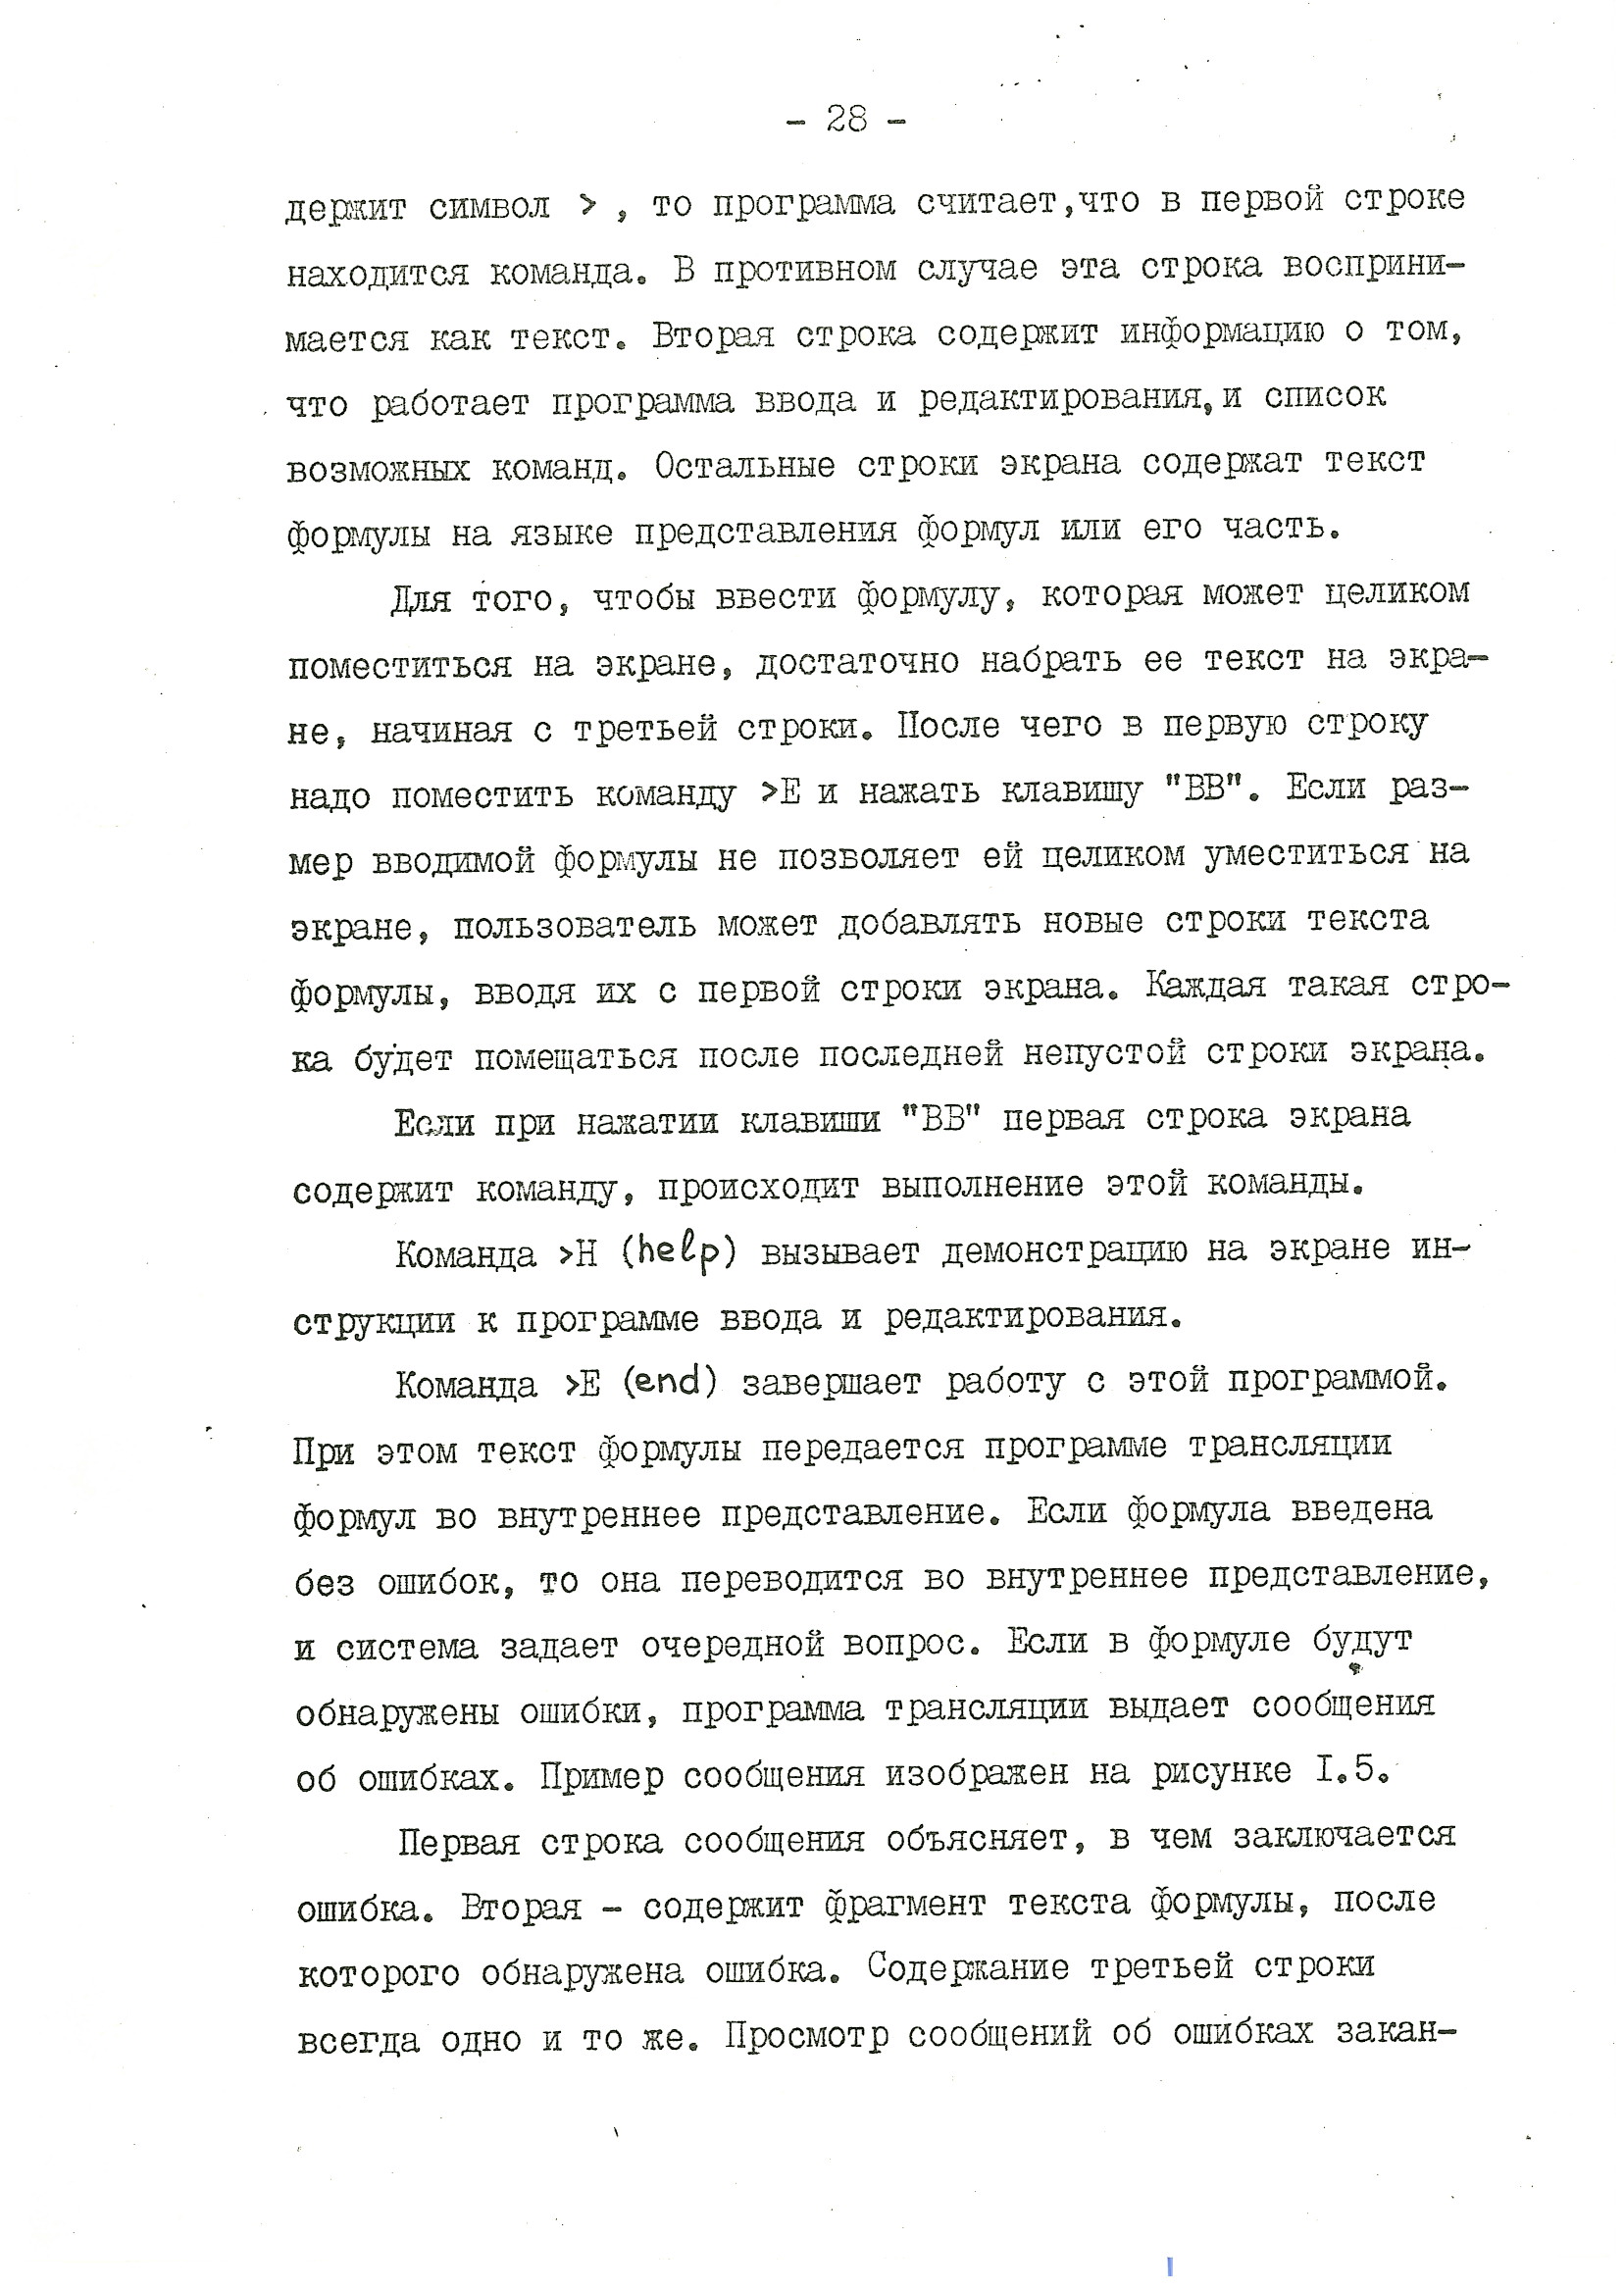 - 28 -
держит символ > , то программа считает,что в первой строке
находится команда. В противном случае эта строка восприни-
мается как текст. Вторая строка содержит информацию о том,
что работает программа ввода и редактирования,и список
возможных команд. Остальные строки экрана содержат текст
формулы на языке представления формул или его часть.
Для того, чтобы ввести формулу, которая может целиком
поместиться на экране, достаточно набрать ее текст на экра-
не, начиная с третьей строки. После чего в первую строку
надо поместить команду >Е и нажать клавишу "ВВ". Если раз-
мер вводимой формулы не позволяет ей целиком уместиться на
экране, пользователь может добавлять новые строки текста
формулы, вводя их с первой строки экрана. Каждая такая стро-
ка будет помещаться после последней непустой строки экрана.
Если при нажатии клавиши "ВВ" первая строка экрана
содержит команду, происходит выполнение этой команды.
Команда >Н (help) вызывает демонстрацию на экране ин-
струкции к программе ввода и редактирования.
Команда >Е (end) завершает работу с этой программой.
При этом текст формулы передается программе трансляции
формул во внутреннее представление. Если формула введена
без ошибок, то она переводится во внутреннее представление,
и система задает очередной вопрос. Если в формуле будут
обнаружены ошибки, программа трансляции выдает сообщения
об ошибках. Пример сообщения изображен на рисунке I.5.
Первая строка сообщения объясняет, в чем заключается
ошибка. Вторая - содержит фрагмент текста формулы, после
которого обнаружена ошибка. Содержание третьей строки
всегда одно и то же. Просмотр сообщений об ошибках закан-